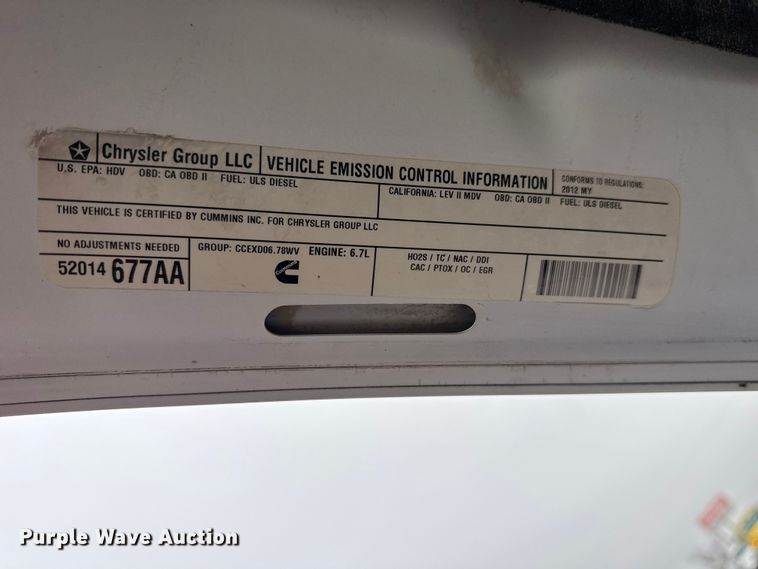 Chrysler Group LLC
VEHICLE EMISSION CONTROL INFORMATION
CONFORMS TO REGULATIONS:
2012 MY
U.S. EPA: HDV OBD: CA OBD II FUEL: ULS DIESEL
CALIFORNIA: LEV II MDV OBD: CA OBD II FUEL: ULS DIESEL
THIS VEHICLE IS CERTIFIED BY CUMMINS INC. FOR CHRYSLER GROUP LLC
NO ADJUSTMENTS NEEDED
52014 677AA
GROUP: CCEXD06.78WV ENGINE: 6.7L
Cummins
HO2S / TC / NAC / DDI
CAC / PTOX / OC / EGR
Purple Wave Auction